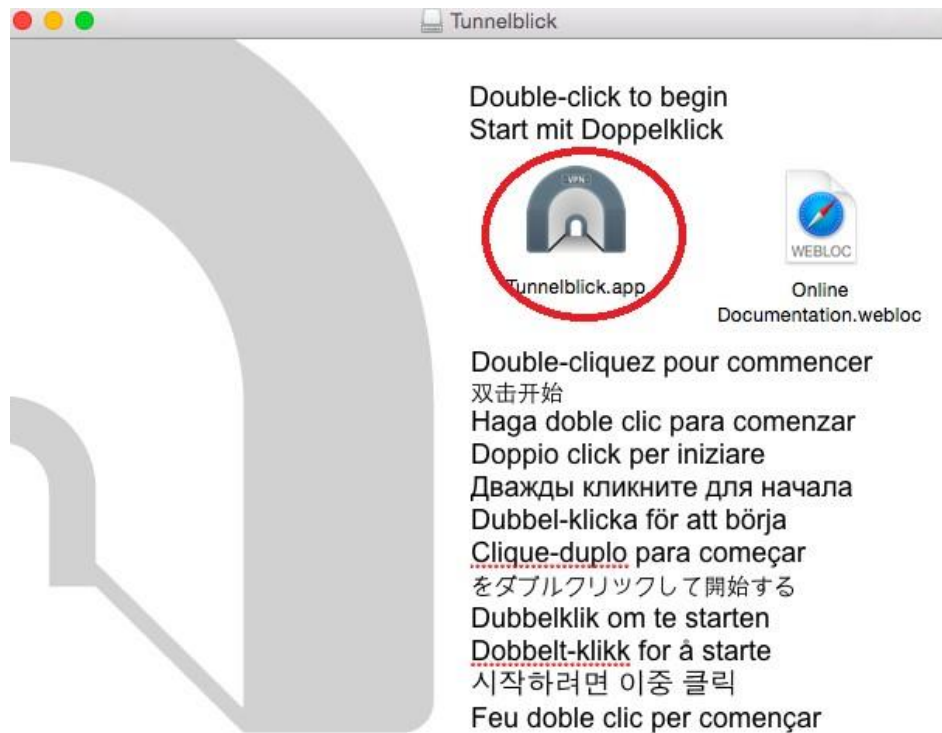 Tunnelblick
Double-click to begin
Start mit Doppelklick
VPN
Tunnelblick.app
WEBLOC
Online
Documentation.webloc
Double-cliquez pour commencer
双击开始
Haga doble clic para comenzar
Doppio click per iniziare
Дважды кликните для начала
Dubbel-klicka för att börja
Clique-duplo para começar
をダブルクリックして開始する
Dubbelklik om te starten
Dobbelt-klikk for å starte
시작하려면 이중 클릭
Feu doble clic per començar